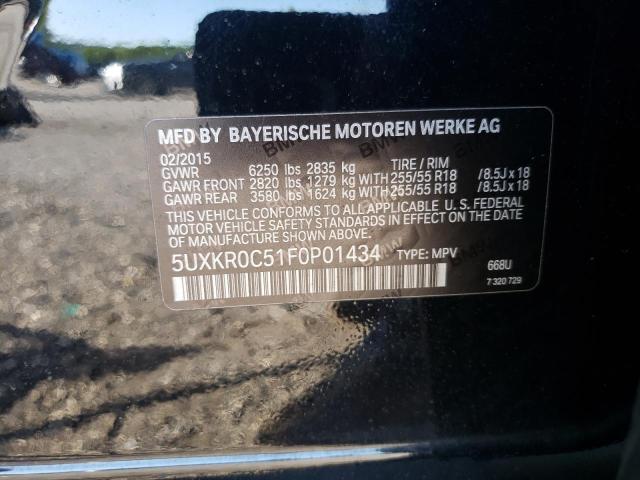 MFD BY BAYERISCHE MOTOREN WERKE AG
02/2015
GVWR 6250 lbs 2835 kg TIRE / RIM
GAWR FRONT 2820 lbs 1279 kg WITH 255/55 R18 /8.5J x 18
GAWR REAR 3580 lbs 1624 kg WITH 255/55 R18 /8.5J x 18
THIS VEHICLE CONFORMS TO ALL APPLICABLE U. S. FEDERAL
MOTOR VEHICLE SAFETY STANDARDS IN EFFECT ON THE DATE
OF MANUFACTURE SHOWN ABOVE.
5UXKR0C51F0P01434 TYPE: MPV
668U
7 320 729